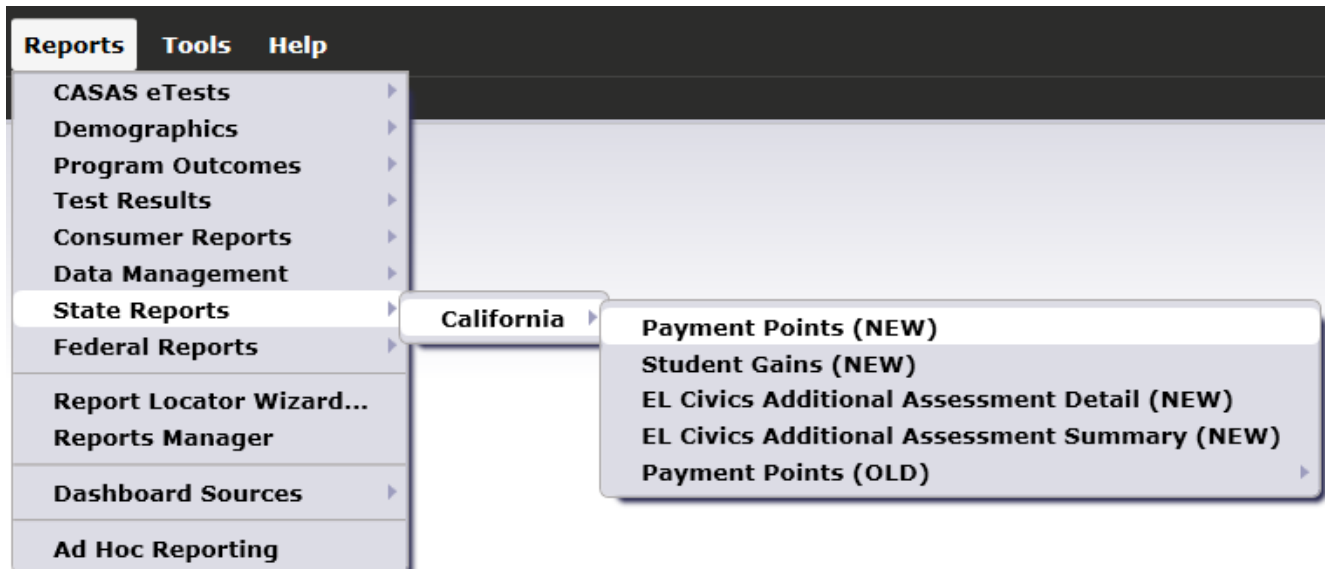 Reports Tools Help
CASAS eTests
Demographics
Program Outcomes
Test Results
Consumer Reports
Data Management
State Reports
Federal Reports
Report Locator Wizard...
Reports Manager
Dashboard Sources
Ad Hoc Reporting
California
Payment Points (NEW)
Student Gains (NEW)
EL Civics Additional Assessment Detail (NEW)
EL Civics Additional Assessment Summary (NEW)
Payment Points (OLD)